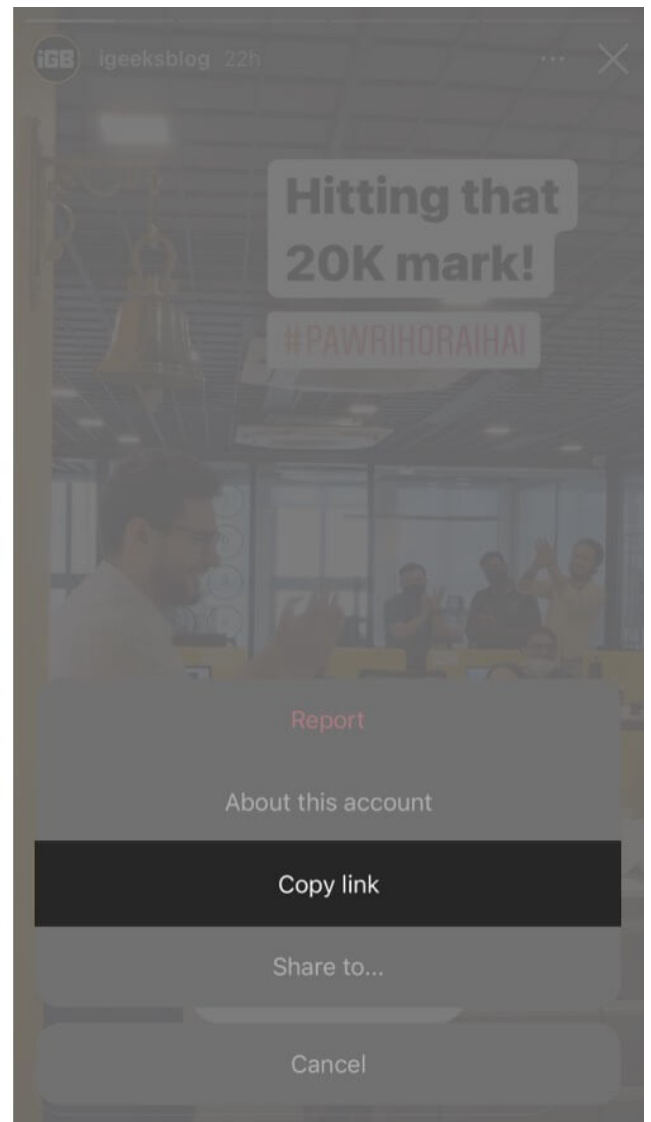 iGB igeeksblog 22h
Hitting that
20K mark!
#PAWRIHORAIHAI
Report
About this account
Copy link
Share to...
Cancel